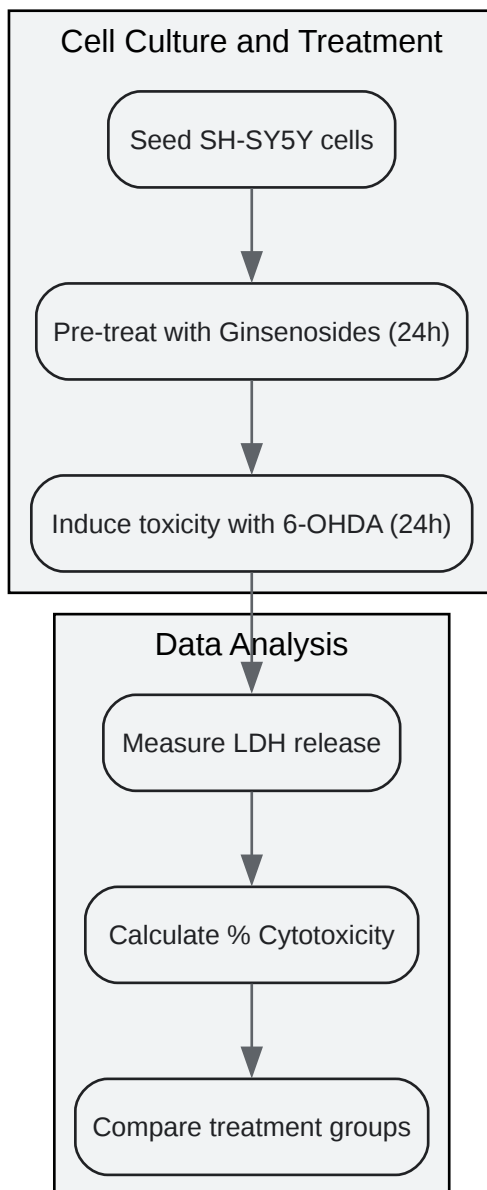 Cell Culture and Treatment
Seed SH-SY5Y cells
Pre-treat with Ginsenosides (24h)
Induce toxicity with 6-OHDA (24h)
Data Analysis
Measure LDH release
Calculate % Cytotoxicity
Compare treatment groups